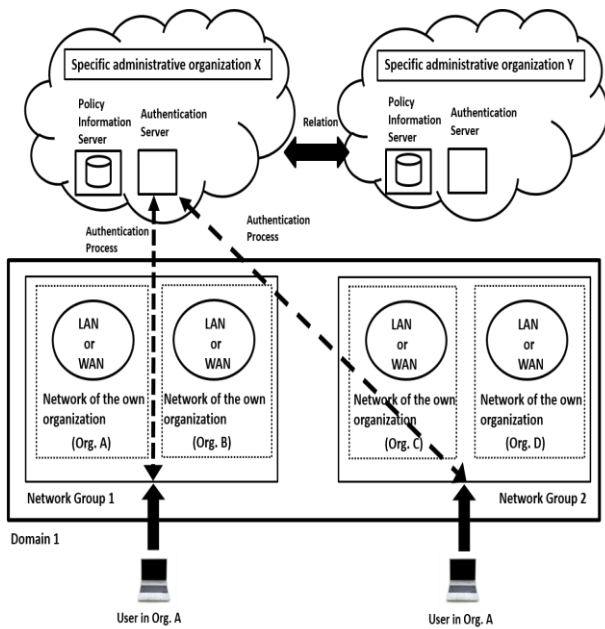 Specific administrative organization X
Specific administrative organization Y
Policy
Information
Server
Authentication
Server
Relation
Policy
Information
Server
Authentication
Server
Authentication
Process
Authentication
Process
LAN
or
WAN
Network of the own
organization
(Org. A)
LAN
or
WAN
Network of the own
organization
(Org. B)
LAN
or
WAN
Network of the own
organization
(Org. C)
LAN
or
WAN
Network of the own
organization
(Org. D)
Network Group 1
Network Group 2
Domain 1
User in Org. A
User in Org. A